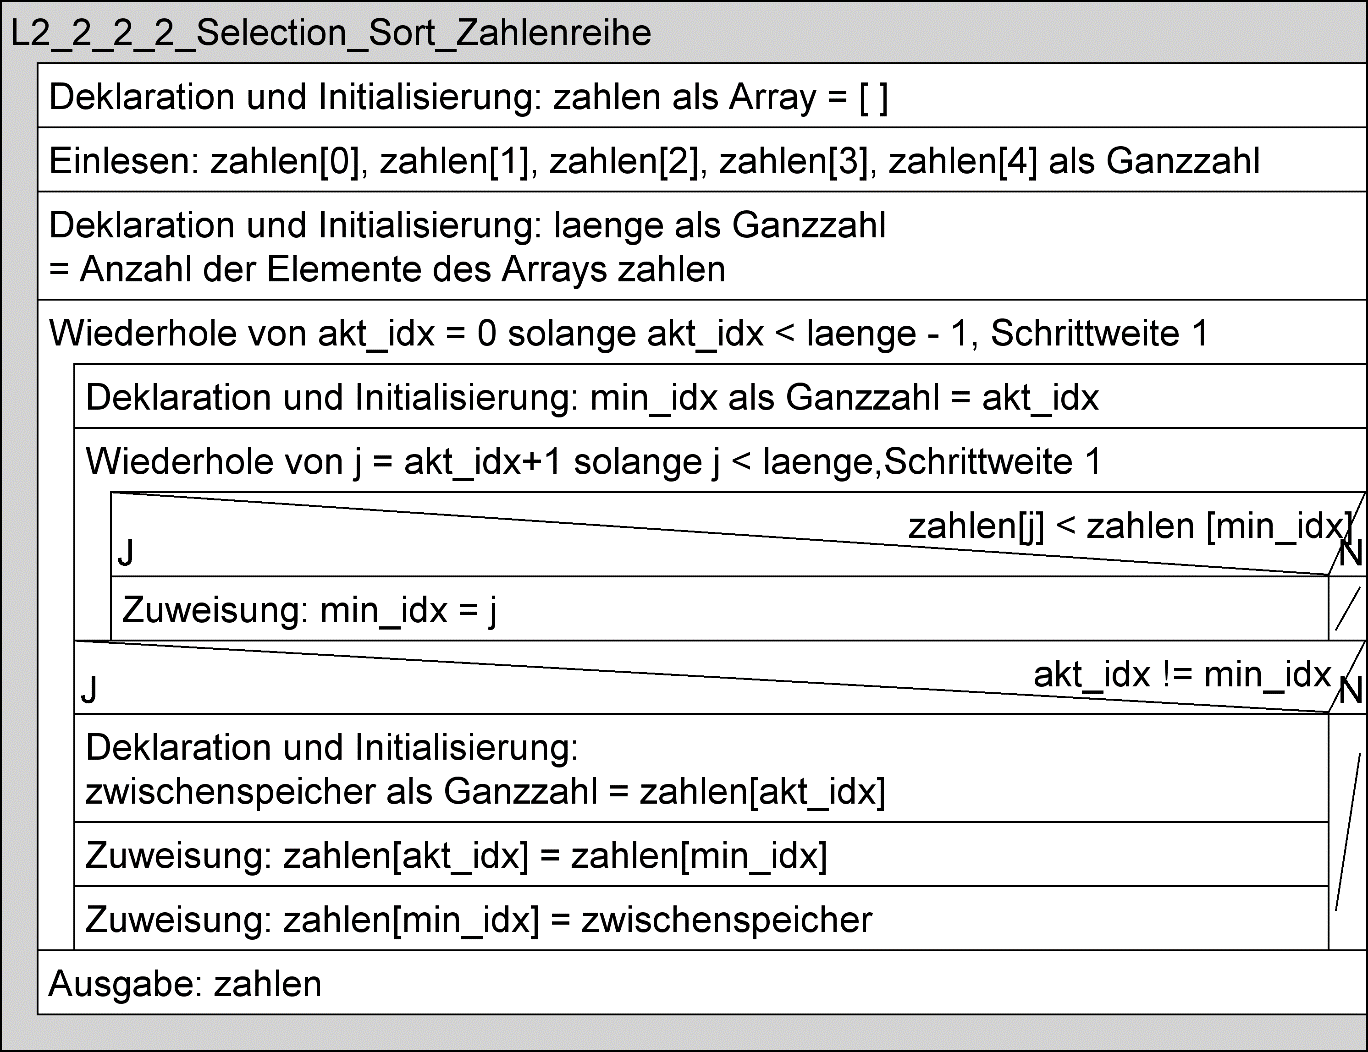 L2_2_2_2_Selection_Sort_Zahlenreihe
Deklaration und Initialisierung: zahlen als Array = [ ]
Einlesen: zahlen[0], zahlen[1], zahlen[2], zahlen[3], zahlen[4] als Ganzzahl
Deklaration und Initialisierung: laenge als Ganzzahl
= Anzahl der Elemente des Arrays zahlen
Wiederhole von akt_idx = 0 solange akt_idx < laenge - 1, Schrittweite 1
Deklaration und Initialisierung: min_idx als Ganzzahl = akt_idx
Wiederhole von j = akt_idx+1 solange j < laenge,Schrittweite 1
zahlen[j] < zahlen [min_idx]
J N
Zuweisung: min_idx = j
akt_idx != min_idx
J N
Deklaration und Initialisierung:
zwischenspeicher als Ganzzahl = zahlen[akt_idx]
Zuweisung: zahlen[akt_idx] = zahlen[min_idx]
Zuweisung: zahlen[min_idx] = zwischenspeicher
Ausgabe: zahlen